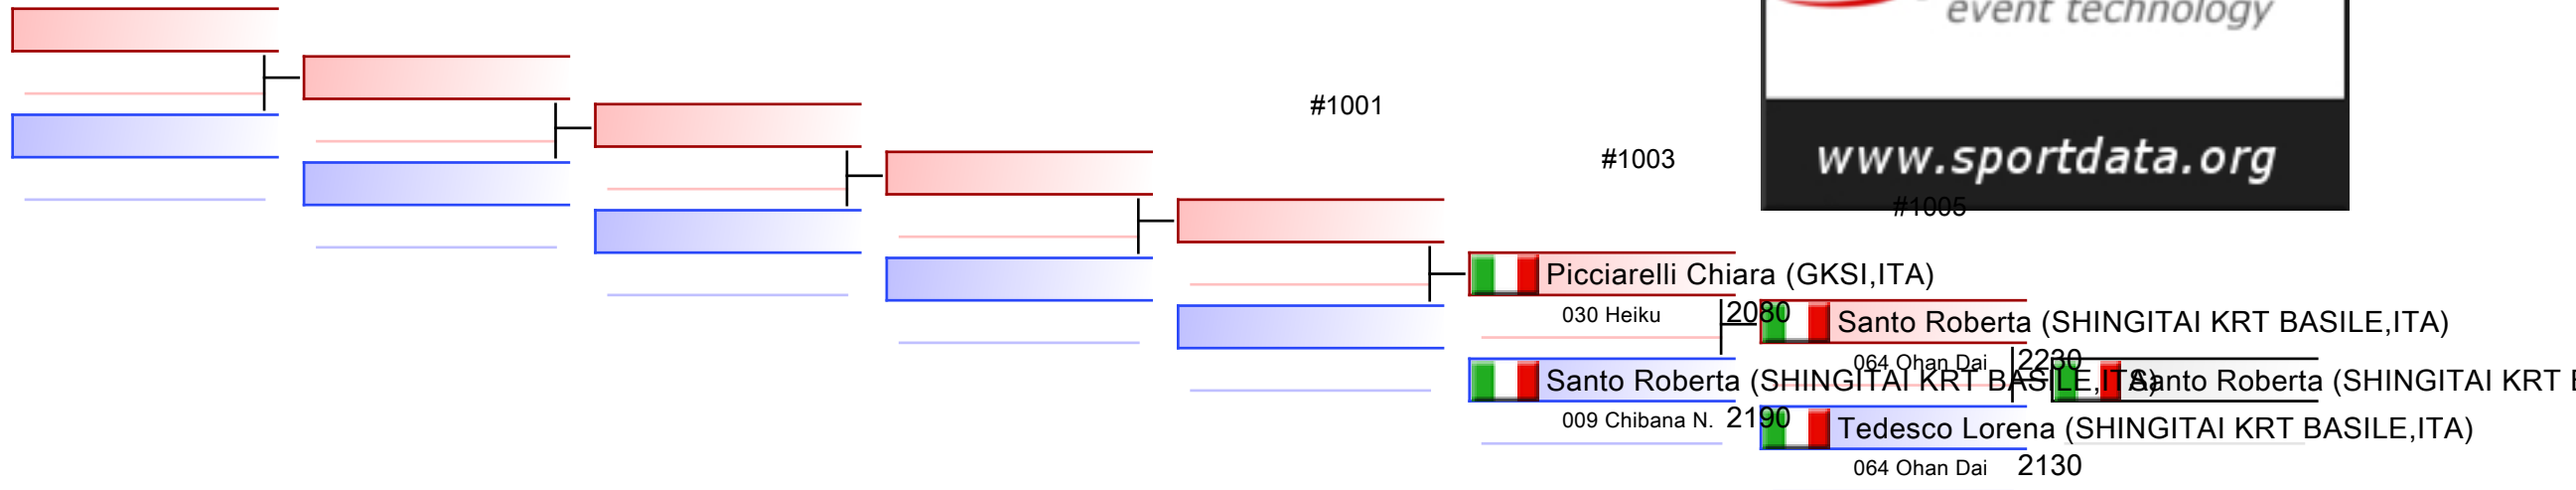 event technology
#1001
www.sportdata.org
#1003
#1005
Picciarelli Chiara (GKSI,ITA)
030 Heiku 2080
Santo Roberta (SHINGITAI KRT BASILE,ITA)
064 Ohan Dai 2230
Santo Roberta (SHINGITAI KRT BASILE,ITA)
Santo Roberta (SHINGITAI KRT
009 Chibana N. 2190
Tedesco Lorena (SHINGITAI KRT BASILE,ITA)
064 Ohan Dai 2130